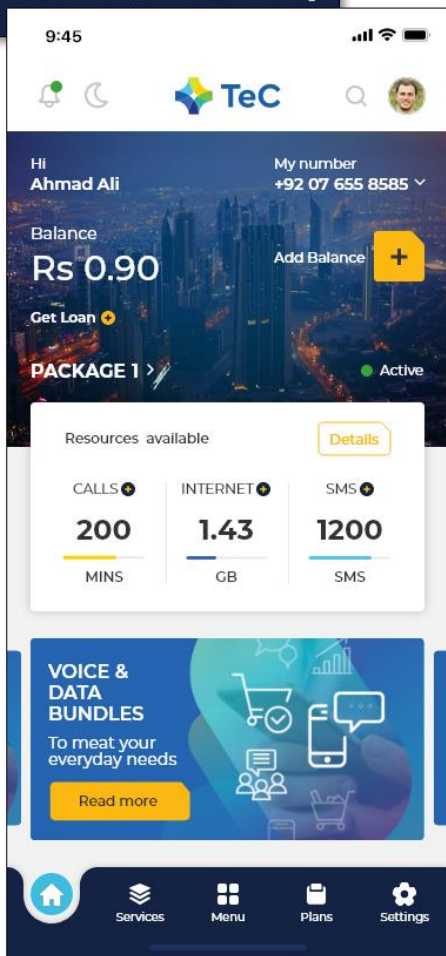 9:45
TeC
Hi
Ahmad Ali
My number
+92 07 655 8585
Balance
Rs 0.90
Add Balance
+
Get Loan +
PACKAGE 1 >
Active
Resources available
Details
CALLS +
INTERNET +
SMS +
200
1.43
1200
MINS
GB
SMS
VOICE &
DATA
BUNDLES
To meat your
everyday needs
Read more
Services
Menu
Plans
Settings